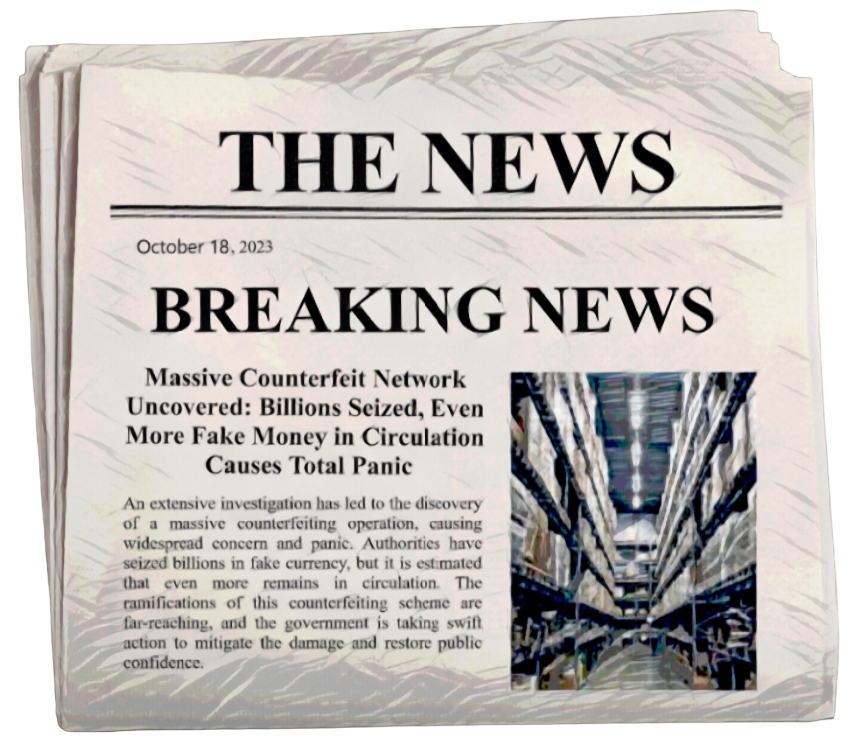 THE NEWS
October 18, 2023
BREAKING NEWS
Massive Counterfeit Network
Uncovered: Billions Seized, Even
More Fake Money in Circulation
Causes Total Panic
An extensive investigation has led to the discovery
of a massive counterfeiting operation, causing
widespread concern and panic. Authorities have
seized billions in fake currency, but it is estimated
that even more remains in circulation. The
ramifications of this counterfeiting scheme are
far-reaching, and the government is taking swift
action to mitigate the damage and restore public
confidence.